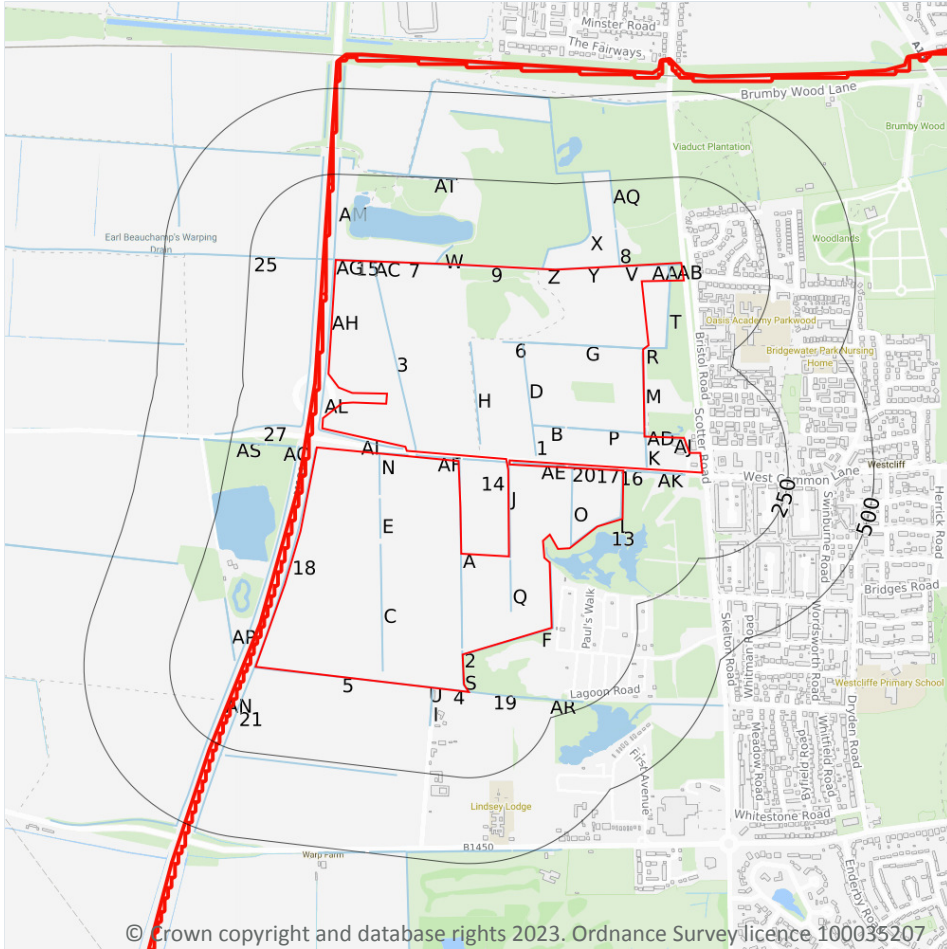 Minster Road
The Fairways
A1
Brumby Wood Lane
Brumby Wood
Viaduct Plantation
AT
AQ
AM
Earl Beauchamp's Warping
Drain
Woodlands
X
8
25
W
AG 15 AC 7
9
Z
Y
V
AA AB
AH
T
Oasis Academy Parkwood
Bristol Road
3
6
G
R
Bridgewater Park Nursing
Home
D
H
M
AL
Scotter Road
27
B
P
AD
AJ
AS
AO
AI
1
K
Westcliff
N
AF
AE
20 17 16
AK
West Common Lane
14
J
250
500
Herrick Road
Swinburne Road
E
O
L
13
18
A
Bridges Road
Q
Paul's Walk
C
AP
F
Skelton Road
Whitman Road
Wordsworth Road
2
S
Westcliffe Primary School
5
U
4
19
AR
Lagoon Road
AN
21
I
Dryden Road
Whitfield Road
Byfield Road
Meadow Road
First Avenue
Lindsey Lodge
Whitestone Road
B1450
Warp Farm
Enderby Road
© Crown copyright and database rights 2023. Ordnance Survey licence 100035207